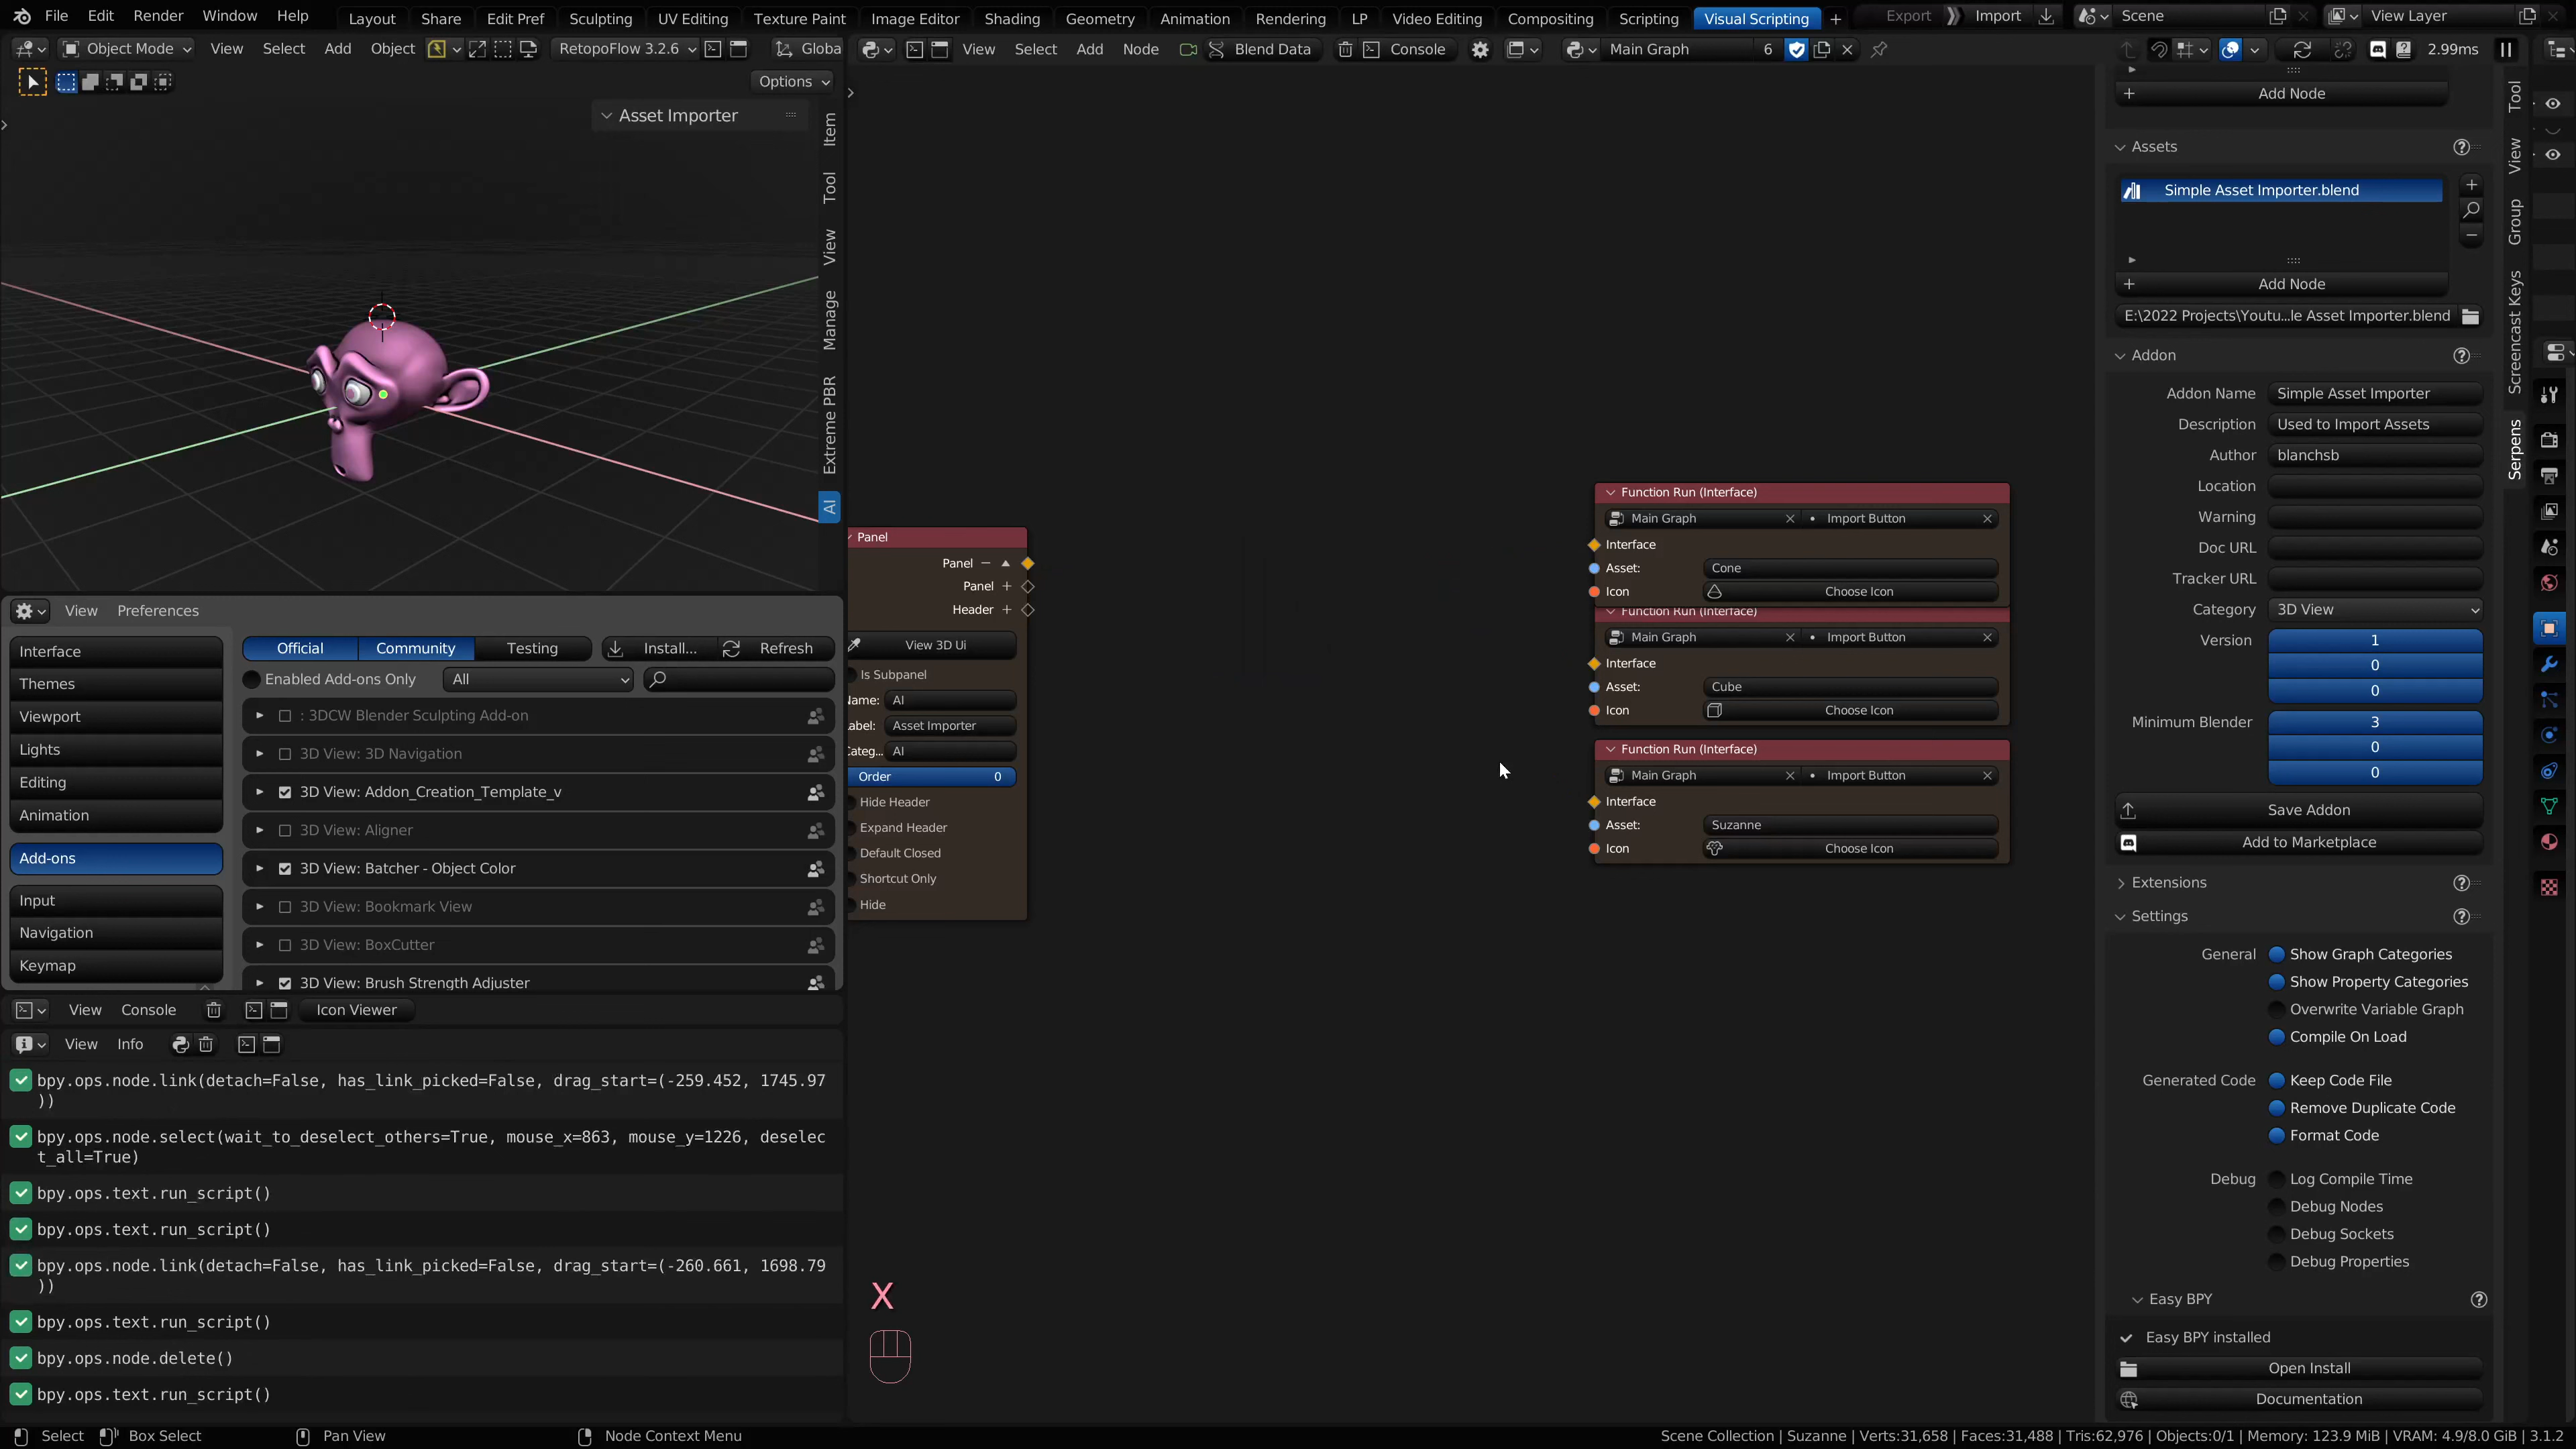 File Edit Render Window Help Layout Share Edit Pref Sculpting UV Editing Texture Paint Image Editor Shading Geometry Animation Rendering LP Video Editing Compositing Scripting Visual Scripting + Export Import Scene View Layer
Object Mode View Select Add Object RetopoFlow 3.2.6 Globa
Options
Asset Importer
Item
Tool
View
Manage
Extreme PBR
AI
View Select Add Node Blend Data Console Main Graph 6 2.99ms
Panel
Panel
Panel
Header
View 3D Ui
Is Subpanel
AI
Asset Importer
AI
Order 0
Hide Header
Expand Header
Default Closed
Shortcut Only
Hide
Function Run (Interface)
Main Graph Import Button
Interface
Asset: Cone
Icon Choose Icon
Function Run (Interface)
Main Graph Import Button
Interface
Asset: Cube
Icon Choose Icon
Function Run (Interface)
Main Graph Import Button
Interface
Asset: Suzanne
Icon Choose Icon
X
Add Node
Assets
Simple Asset Importer.blend
Add Node
E:\2022 Projects\Youtu...le Asset Importer.blend
Addon
Addon Name Simple Asset Importer
Description Used to Import Assets
Author blanchsb
Location
Warning
Doc URL
Tracker URL
Category 3D View
Version 1
0
0
Minimum Blender 3
0
0
Save Addon
Add to Marketplace
Extensions
Settings
General Show Graph Categories
Show Property Categories
Overwrite Variable Graph
Compile On Load
Generated Code Keep Code File
Remove Duplicate Code
Format Code
Debug Log Compile Time
Debug Nodes
Debug Sockets
Debug Properties
Easy BPY
Easy BPY installed
Open Install
Documentation
Tool
View
Group
Screencast Keys
Serpens
View Preferences
Interface
Themes
Viewport
Lights
Editing
Animation
Add-ons
Input
Navigation
Keymap
Official Community Testing Install... Refresh
Enabled Add-ons Only All
: 3DCW Blender Sculpting Add-on
3D View: 3D Navigation
3D View: Addon_Creation_Template_v
3D View: Aligner
3D View: Batcher - Object Color
3D View: Bookmark View
3D View: BoxCutter
3D View: Brush Strength Adjuster
View Console Icon Viewer
View Info
bpy.ops.node.link(detach=False, has_link_picked=False, drag_start=(-259.452, 1745.97
))
bpy.ops.node.select(wait_to_deselect_others=True, mouse_x=863, mouse_y=1226, deselec
t_all=True)
bpy.ops.text.run_script()
bpy.ops.text.run_script()
bpy.ops.node.link(detach=False, has_link_picked=False, drag_start=(-260.661, 1698.79
))
bpy.ops.text.run_script()
bpy.ops.node.delete()
bpy.ops.text.run_script()
Select Box Select Pan View Node Context Menu Scene Collection | Suzanne | Verts:31,658 | Faces:31,488 | Tris:62,976 | Objects:0/1 | Memory: 123.9 MiB | VRAM: 4.9/8.0 GiB | 3.1.2